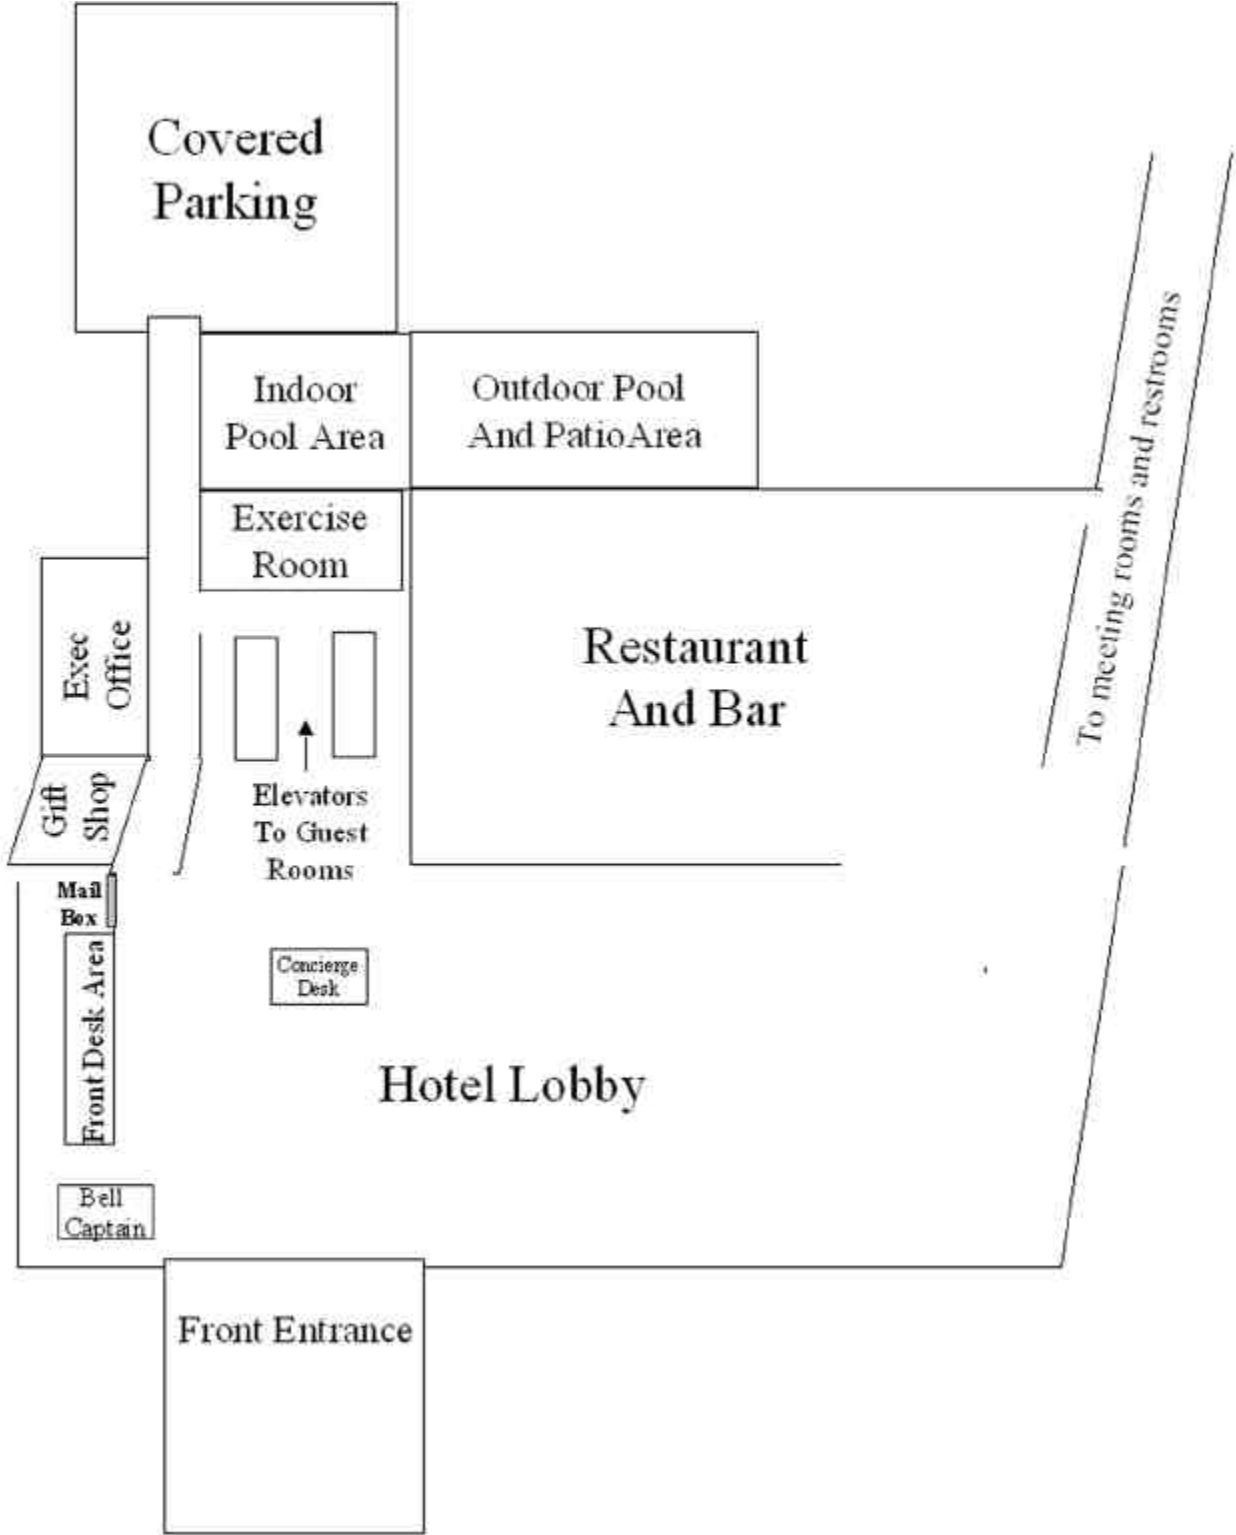 Covered
Parking
Indoor
Pool Area
Outdoor Pool
And Patio Area
To meeting rooms and restrooms
Exercise
Room
Exec
Office
Restaurant
And Bar
Gift
Shop
Elevators
To Guest
Rooms
Mail
Box
Front Desk Area
Concierge
Desk
Hotel Lobby
Bell
Captain
Front Entrance